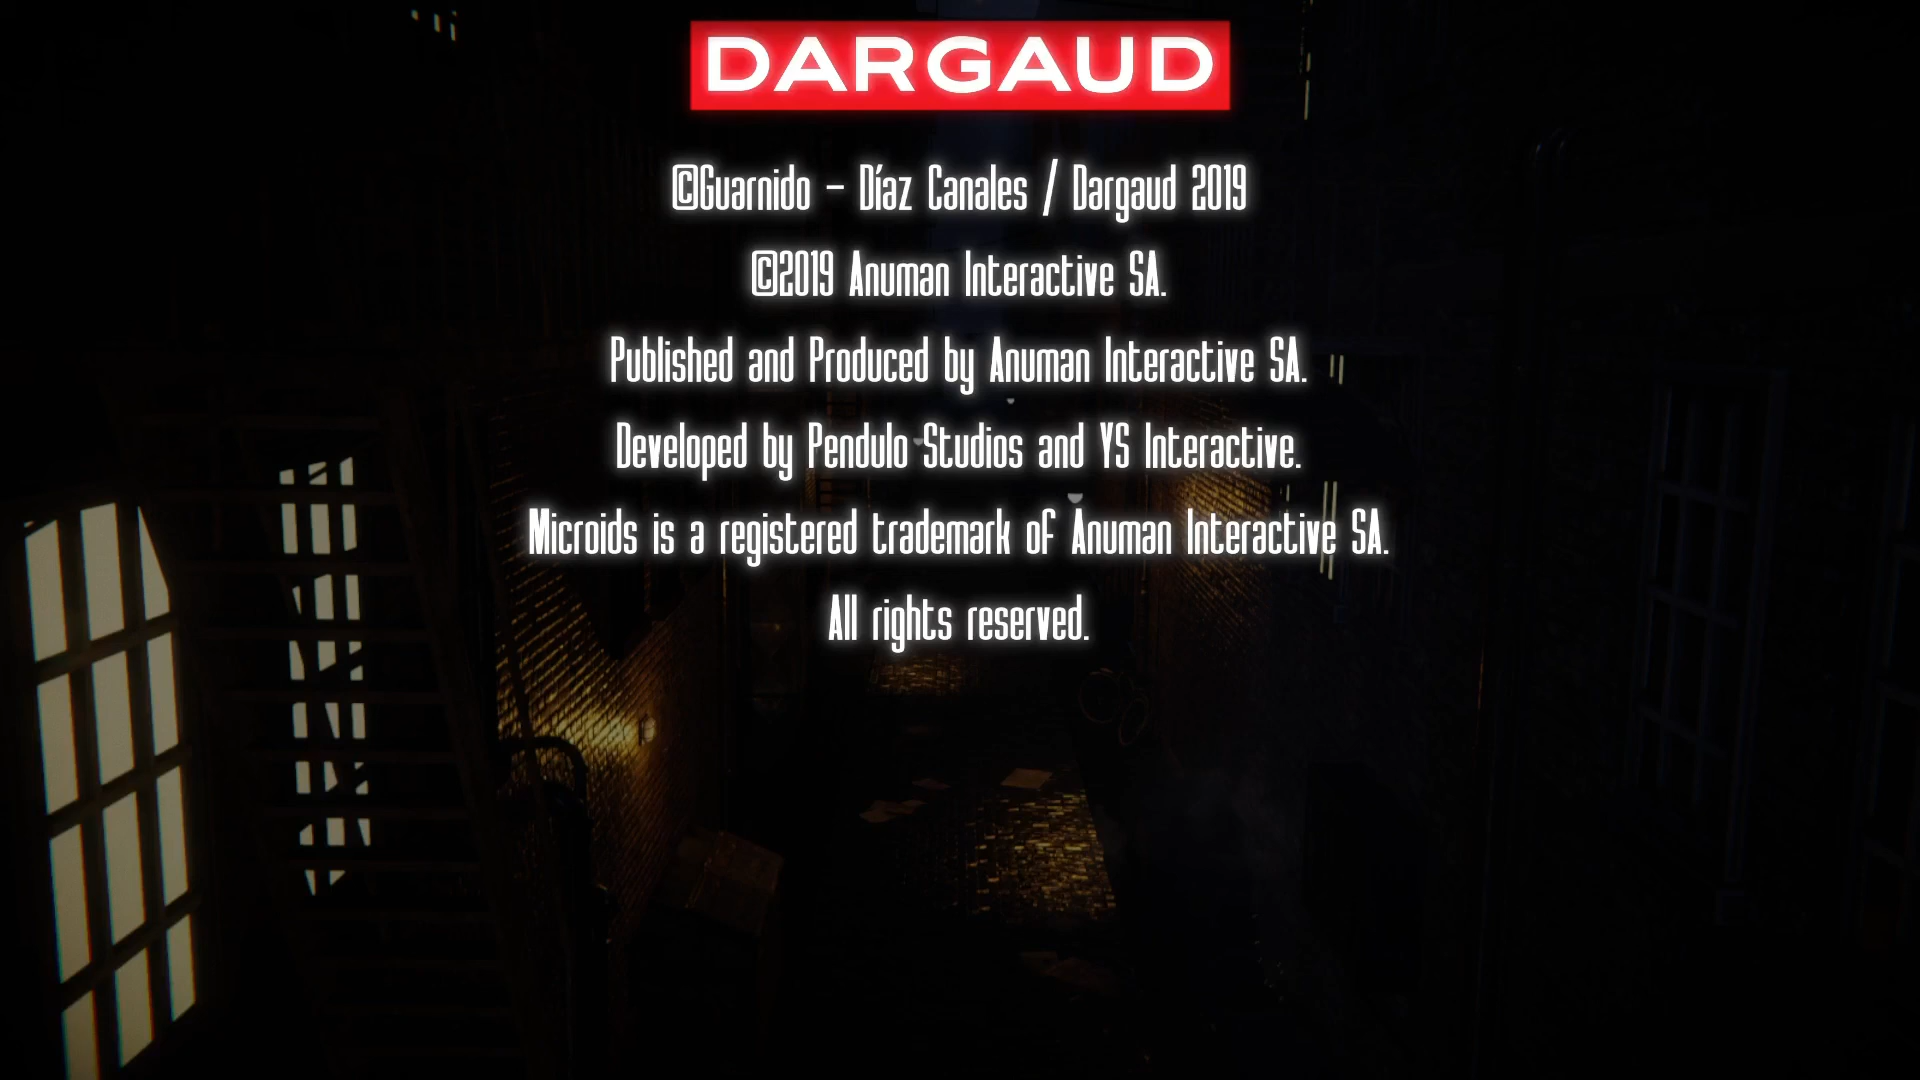 DARGAUD
©Guarnido - Díaz Canales / Dargaud 2019
©2019 Anuman Interactive SA.
Published and Produced by Anuman Interactive SA.
Developed by Pendulo Studios and YS Interactive.
Microids is a registered trademark of Anuman Interactive SA.
All rights reserved.